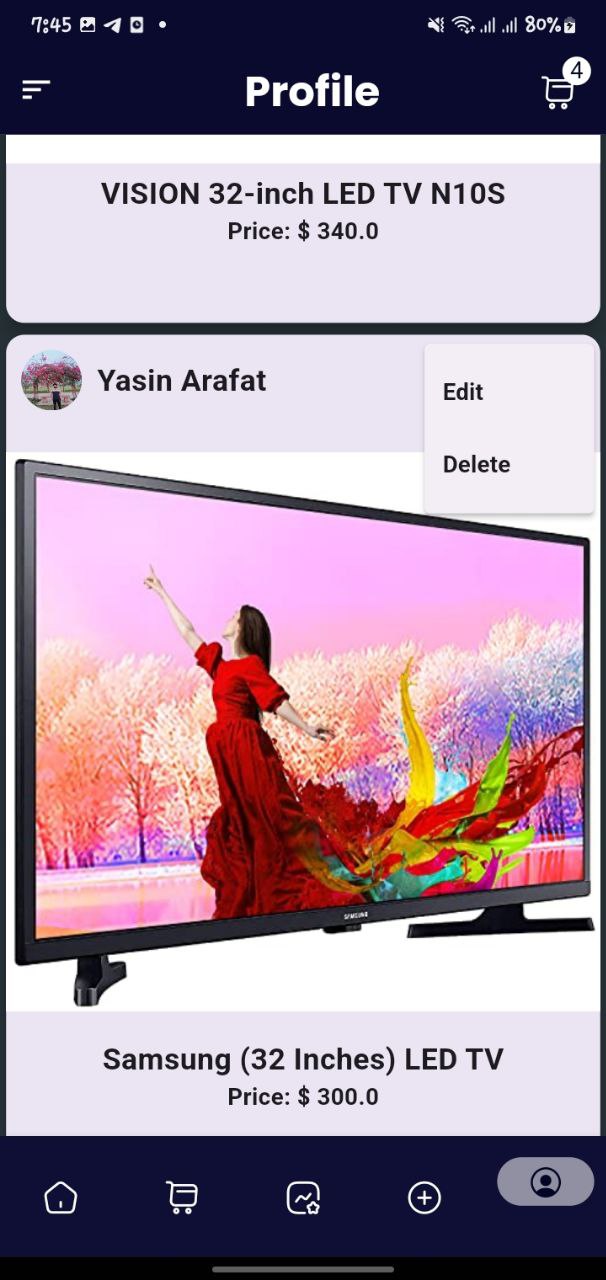 7:45
80%
Profile
4
VISION 32-inch LED TV N10S
Price: $ 340.0
Yasin Arafat
Edit
Delete
SAMSUNG
Samsung (32 Inches) LED TV
Price: $ 300.0